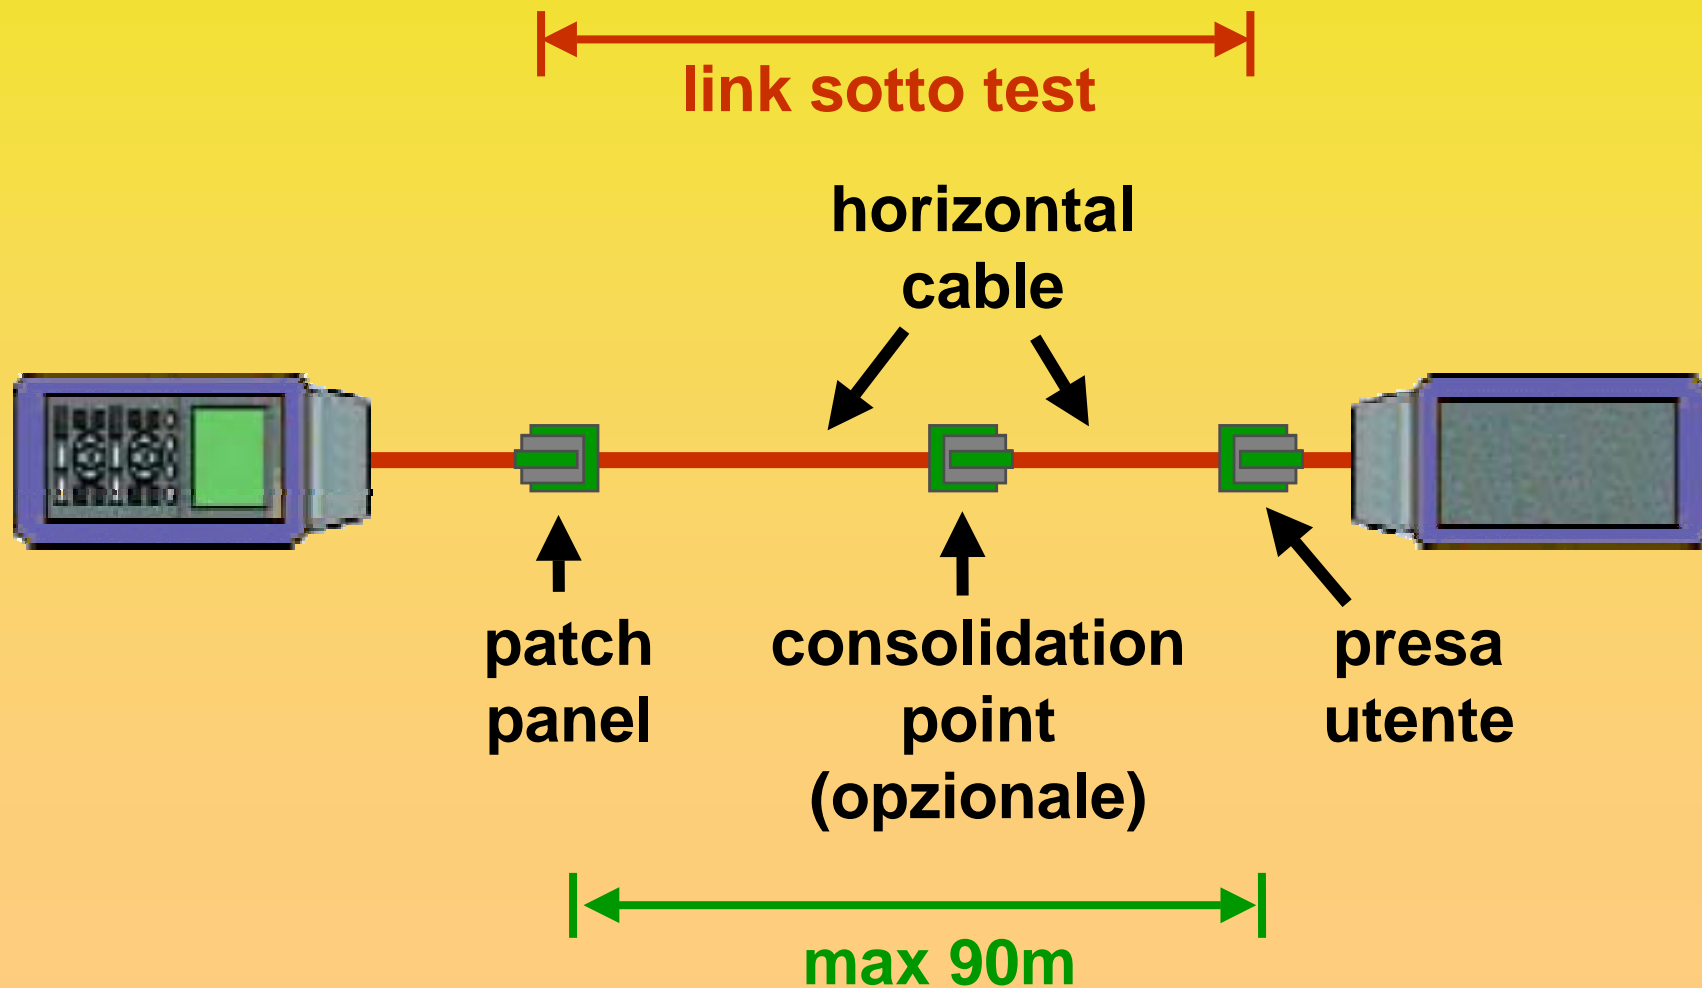 link sotto test
horizontal
cable
patch
panel
consolidation
point
(opzionale)
presa
utente
max 90m